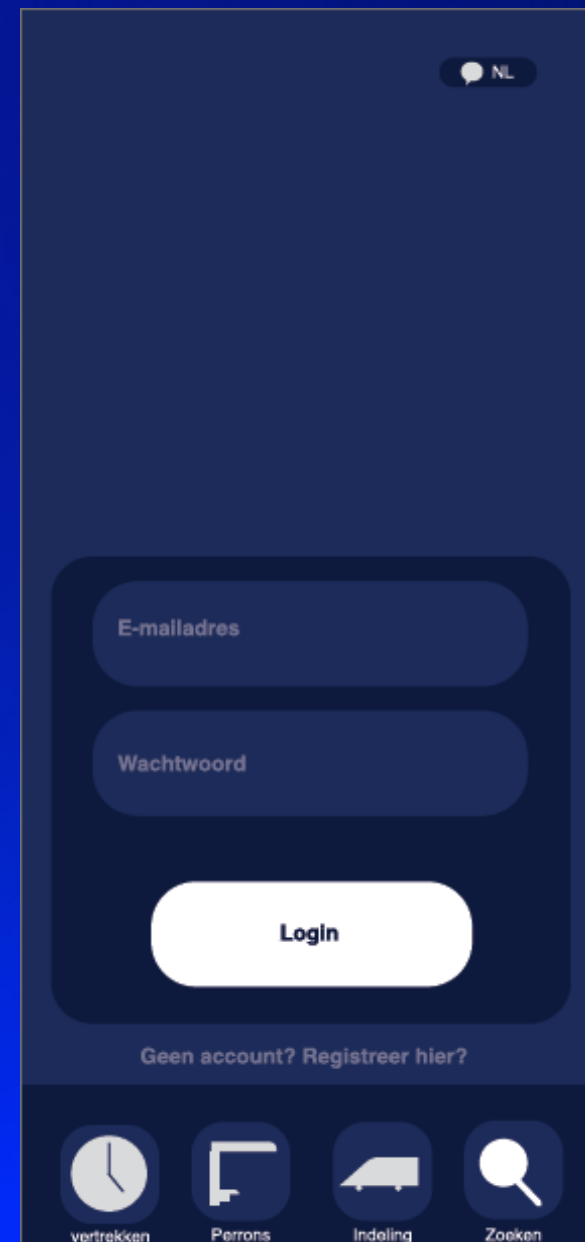 NL
E-mailadres
Wachtwoord
Login
Geen account? Registreer hier?
vertrekken Perrons Indeling Zoeken